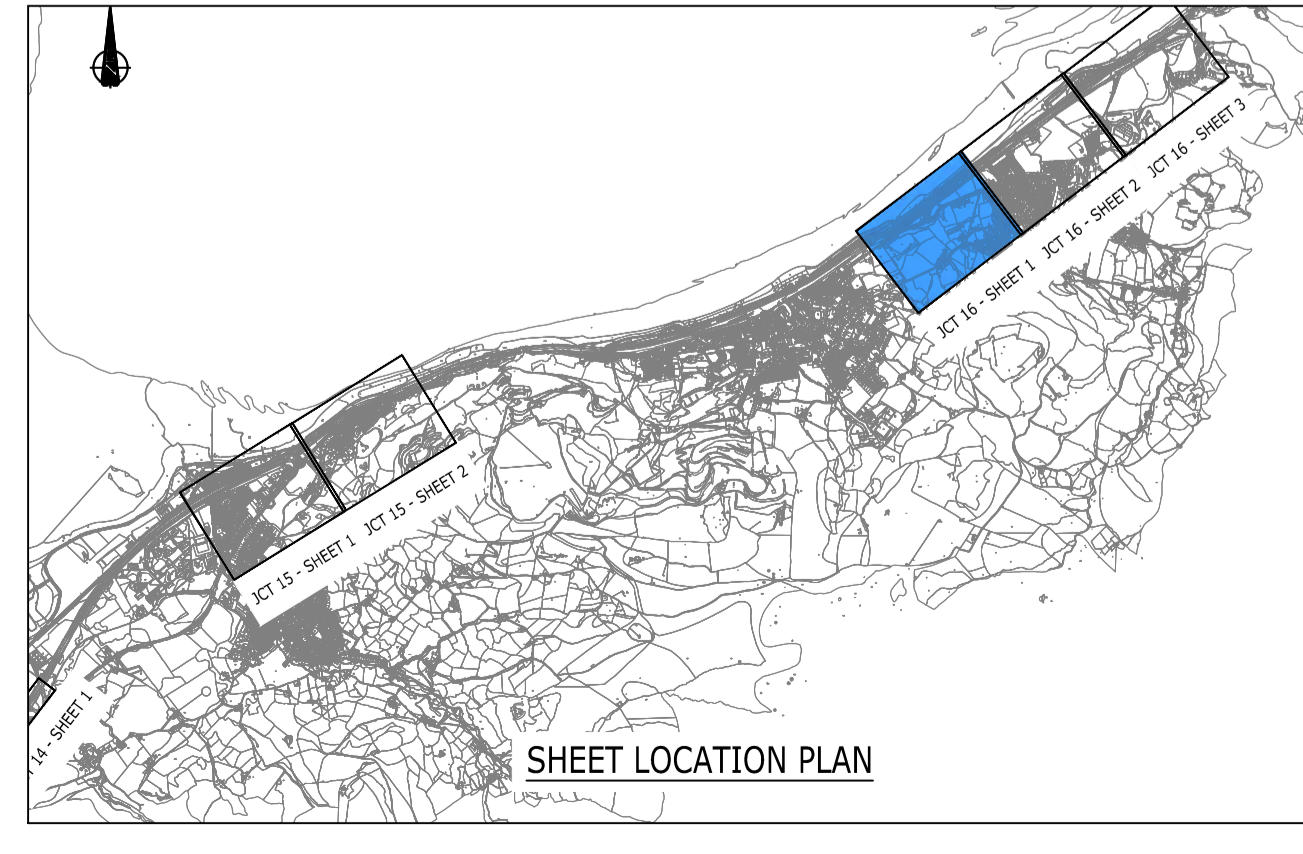 JCT 16 - SHEET 3
JCT 16 - SHEET 2
JCT 16 - SHEET 1
JCT 15 - SHEET 2
JCT 15 - SHEET 1
14 - SHEET 1
SHEET LOCATION PLAN